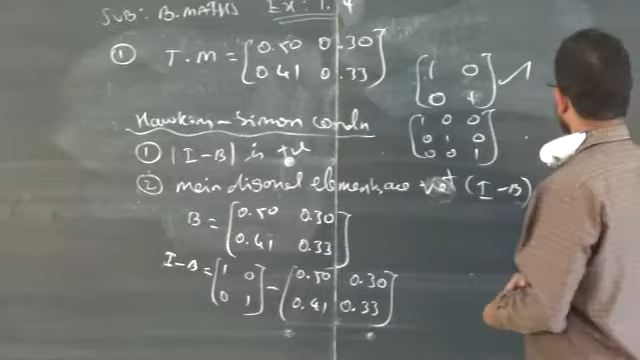 SUB: B.MATHS Ex: 1.4
① T.M = [0.50 0.30
0.41 0.33]
[1 0
0 1] ✓
Hawkins-Simon condn
[1 0 0
0 1 0
0 0 1]
① |I-B| is +ve
② main digonal elements are +ve (I-B)
B = [0.50 0.30
0.41 0.33]
I-B = [1 0
0 1] - [0.50 0.30
0.41 0.33]